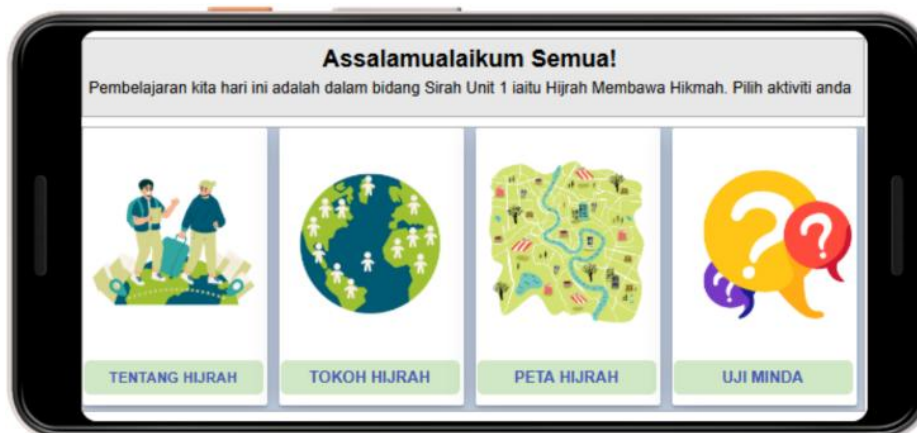 Assalamualaikum Semua!
Pembelajaran kita hari ini adalah dalam bidang Sirah Unit 1 iaitu Hijrah Membawa Hikmah. Pilih aktiviti anda
TENTANG HIJRAH
TOKOH HIJRAH
PETA HIJRAH
UJI MINDA